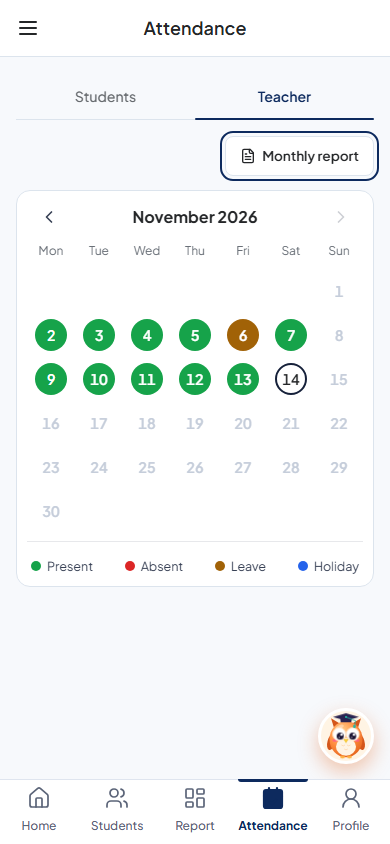 Attendance
Students Teacher
Monthly report
November 2026
Mon Tue Wed Thu Fri Sat Sun
1
2 3 4 5 6 7 8
9 10 11 12 13 14 15
16 17 18 19 20 21 22
23 24 25 26 27 28 29
30
Present Absent Leave Holiday
Home Students Report Attendance Profile